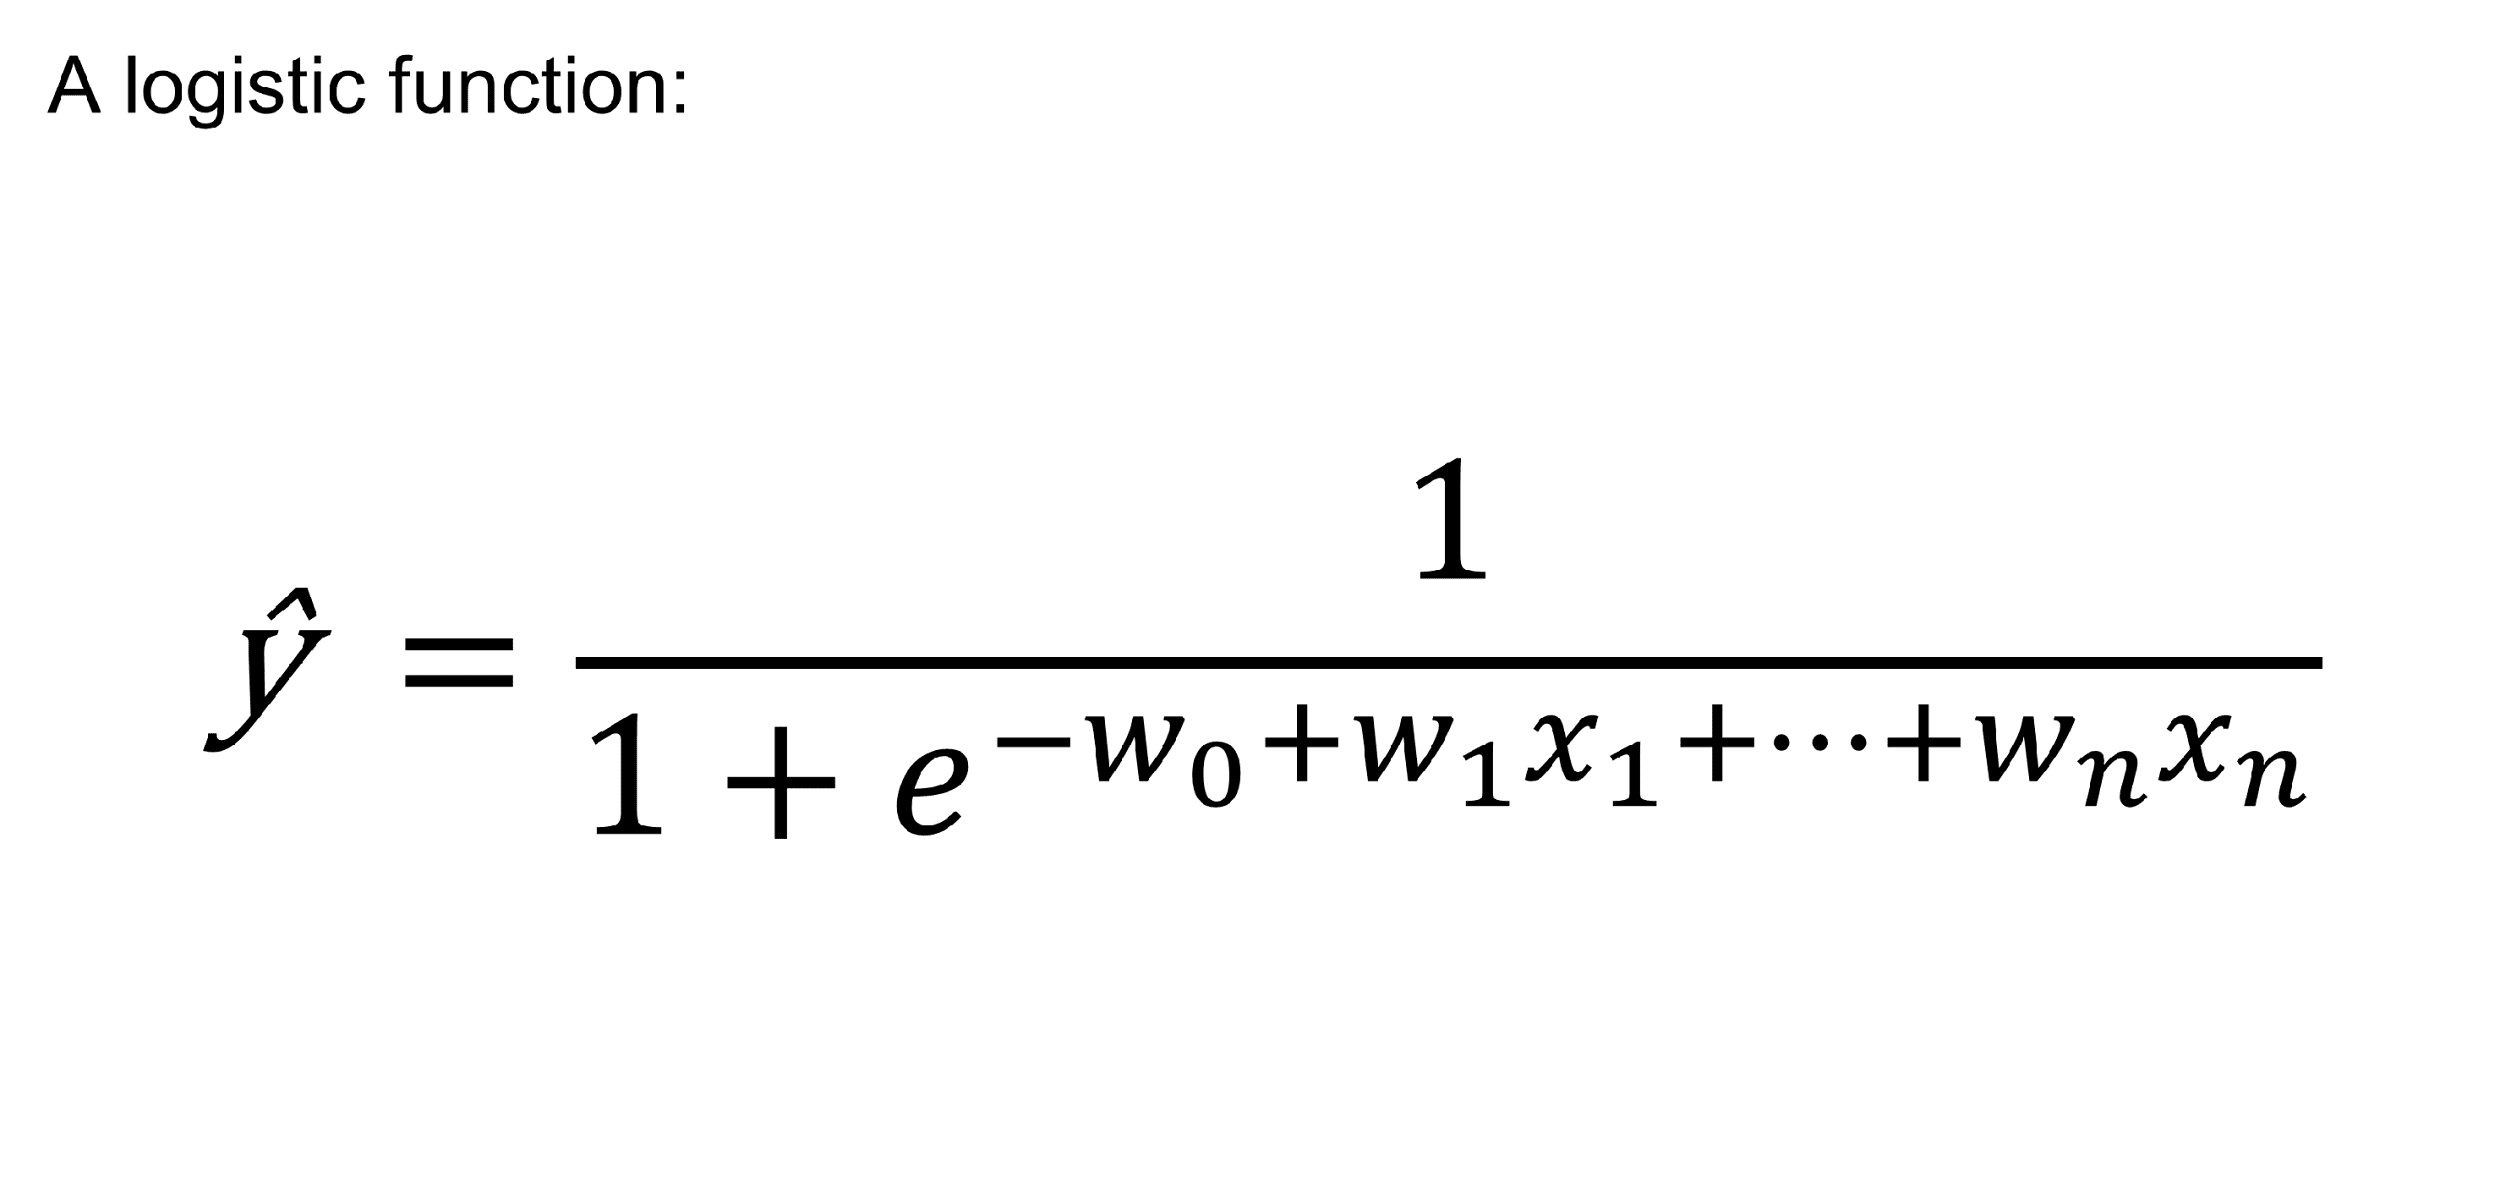 A logistic function:
ŷ = 1 / 1 + e^−w₀+w₁x₁+⋯+wₙxₙ